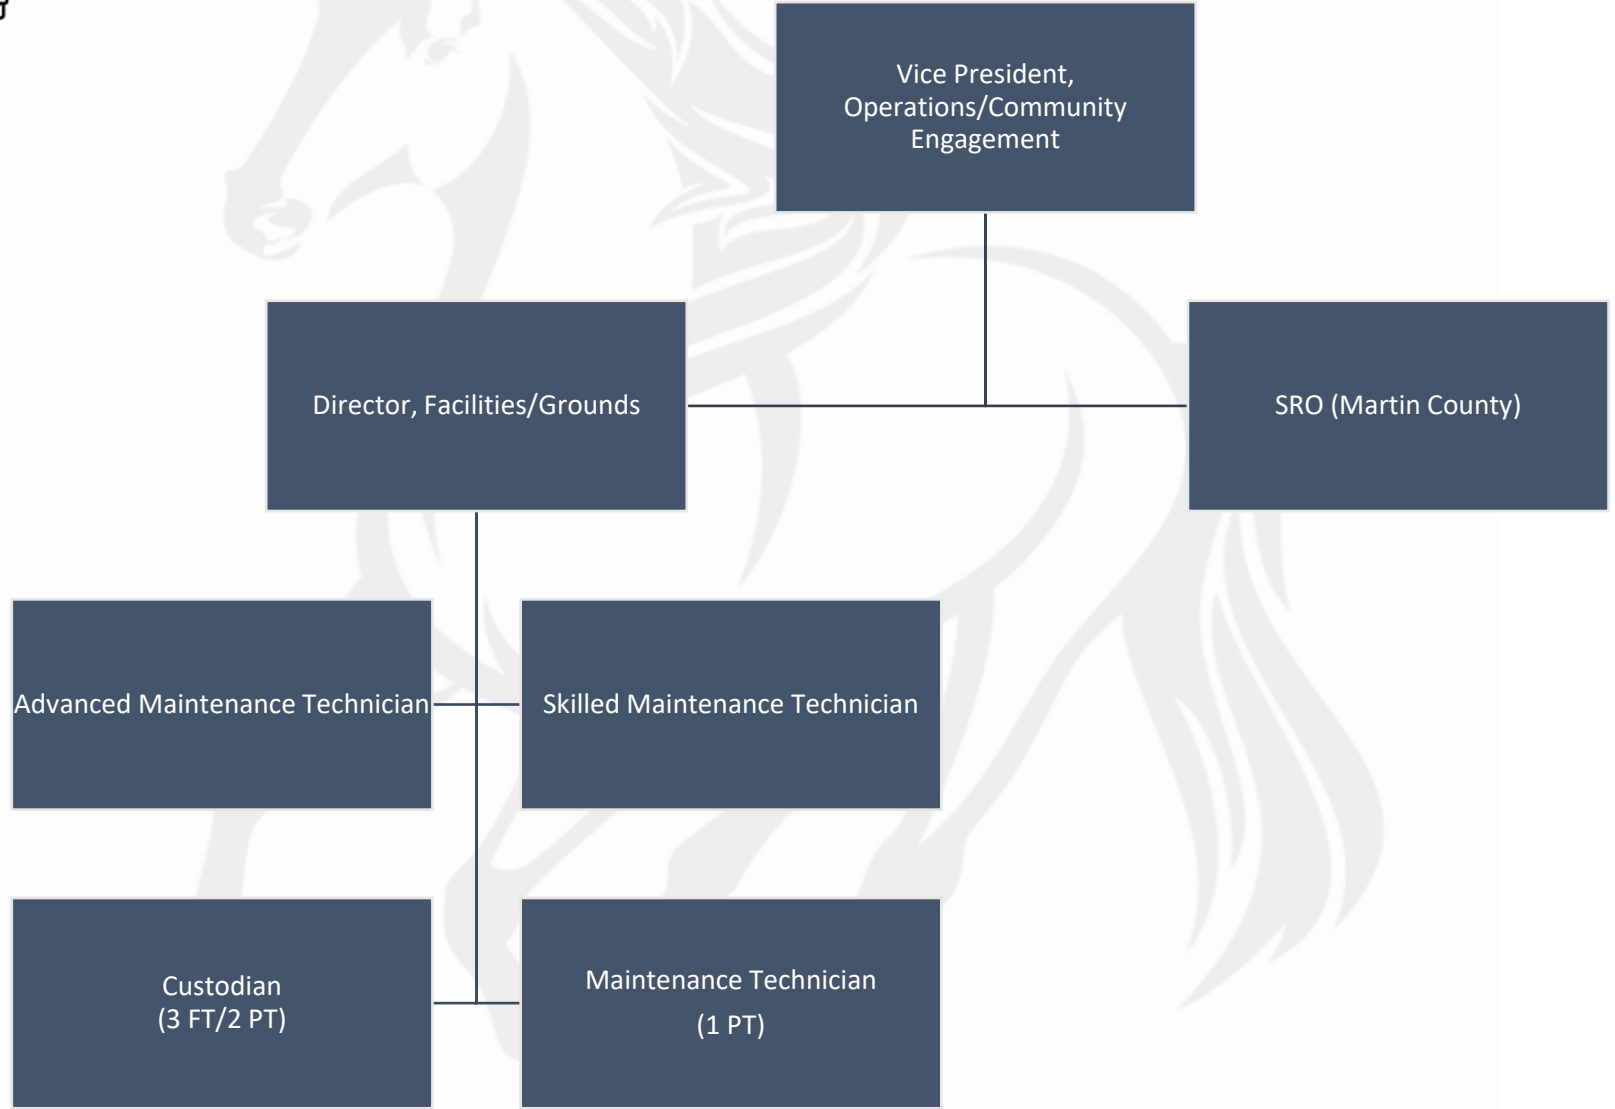 Vice President,
Operations/Community
Engagement
Director, Facilities/Grounds
SRO (Martin County)
Advanced Maintenance Technician
Skilled Maintenance Technician
Custodian
(3 FT/2 PT)
Maintenance Technician
(1 PT)